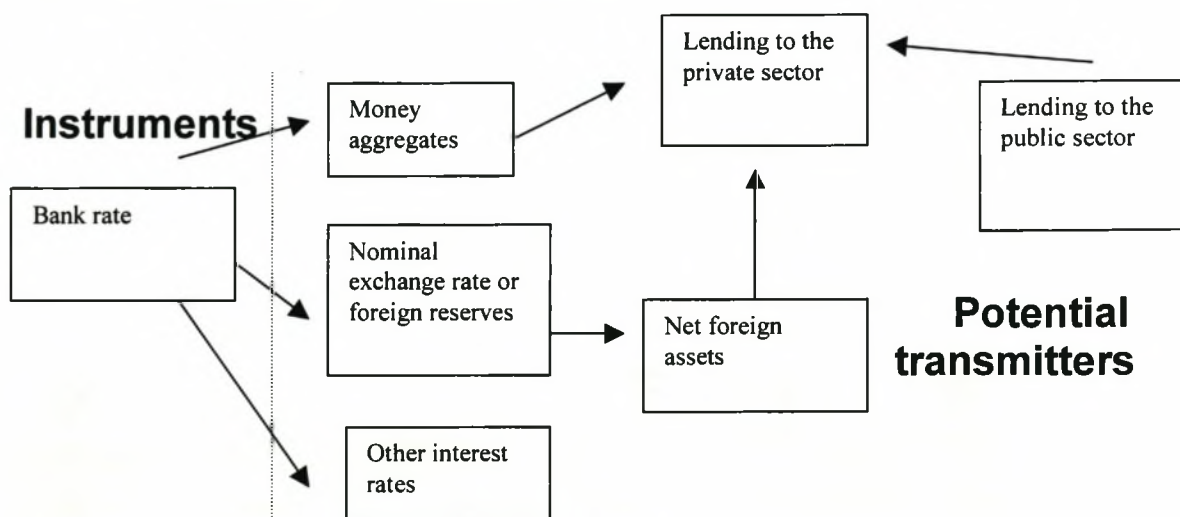 Instruments
Bank rate
Money
aggregates
Nominal
exchange rate or
foreign reserves
Other interest
rates
Lending to the
private sector
Net foreign
assets
Lending to the
public sector
Potential
transmitters